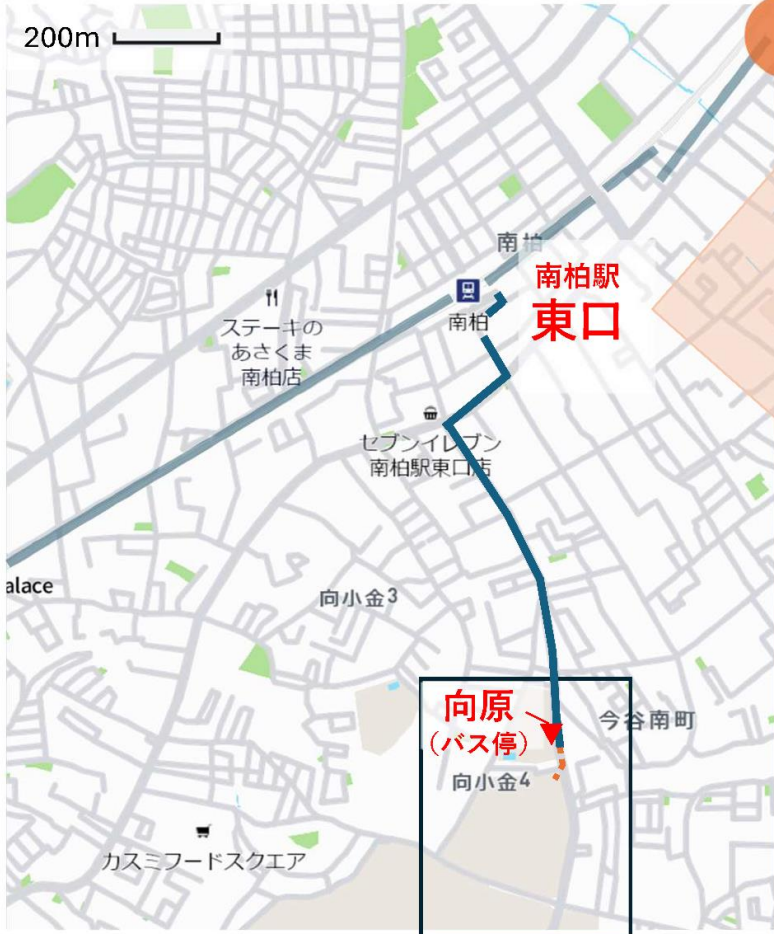 200m
南柏
南柏駅
東口
南柏
ステーキの
あさくま
南柏店
セブンイレブン
南柏駅東口店
alace
向小金3
向原
(バス停)
今谷南町
向小金4
カスミフードスクエア